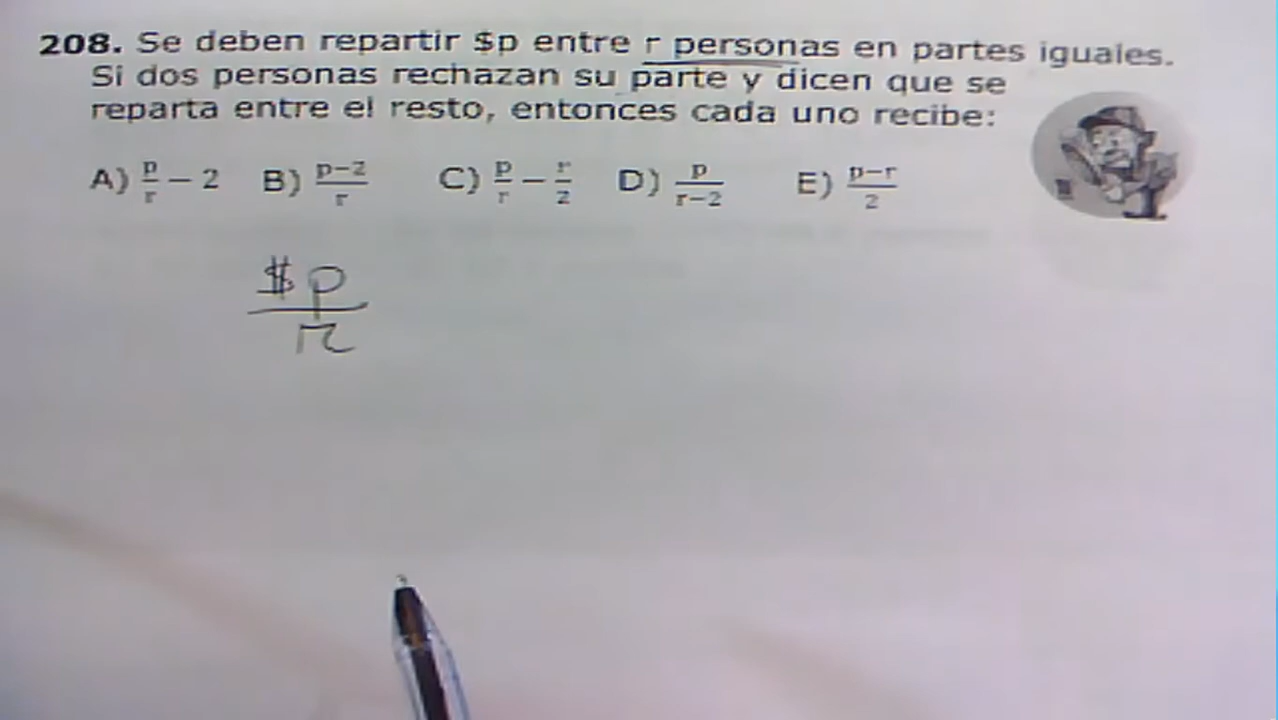 208. Se deben repartir $p entre r personas en partes iguales.
Si dos personas rechazan su parte y dicen que se
reparta entre el resto, entonces cada uno recibe:
A) p/r − 2 B) p−2/r C) p/r − r/2 D) p/r−2 E) p−r/2
$p
r